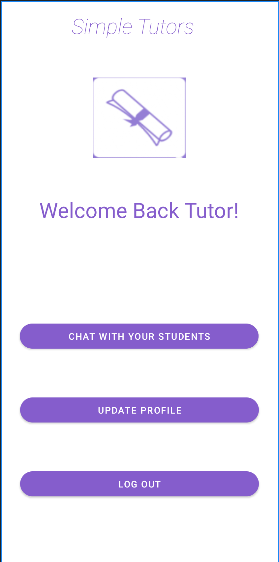 Simple Tutors
Welcome Back Tutor!
CHAT WITH YOUR STUDENTS
UPDATE PROFILE
LOG OUT